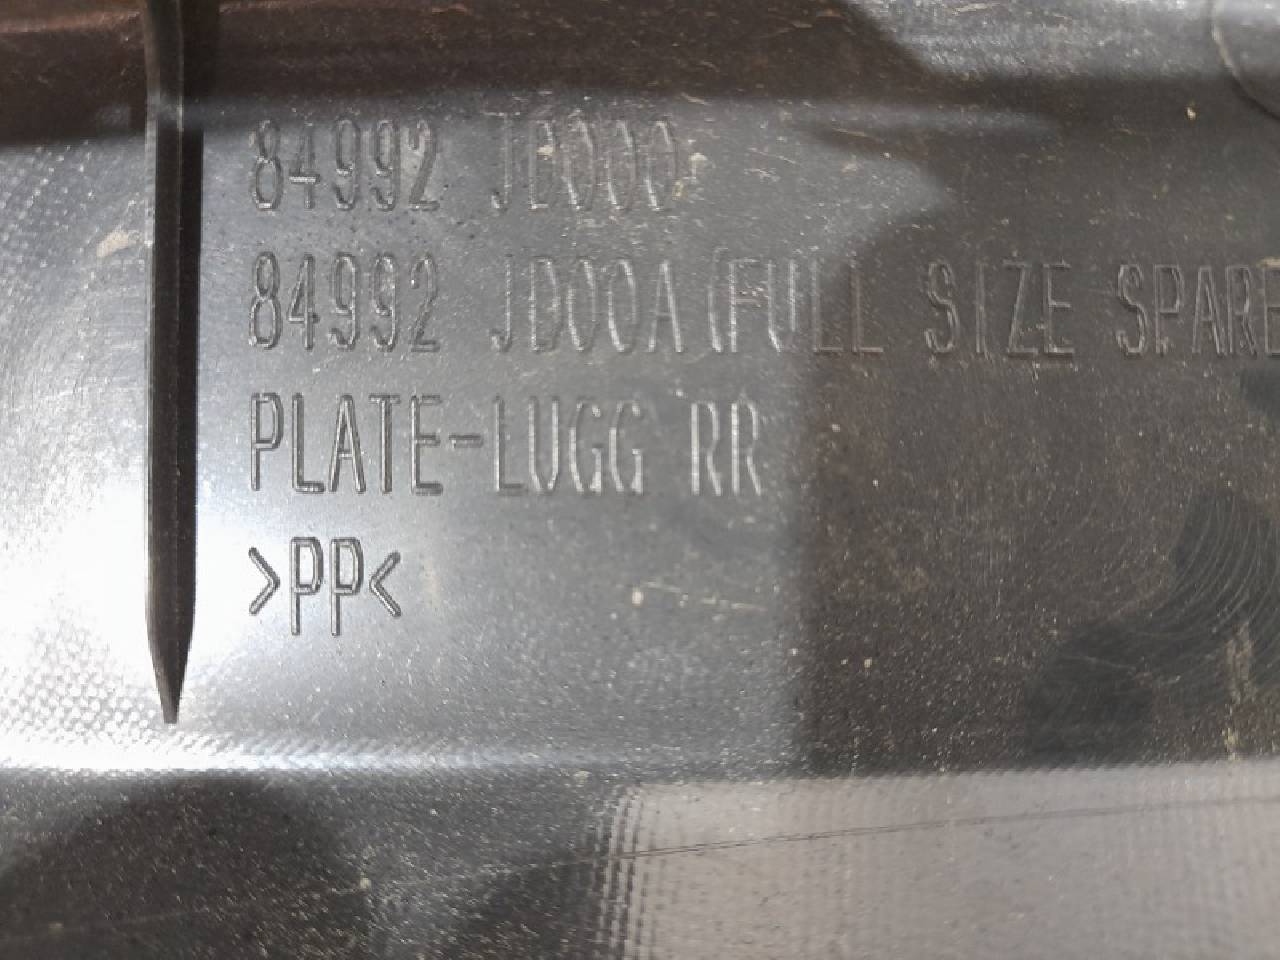 84992 JD000
84992 JD00A (FULL SIZE SPARE
PLATE-LUGG RR
>PP<